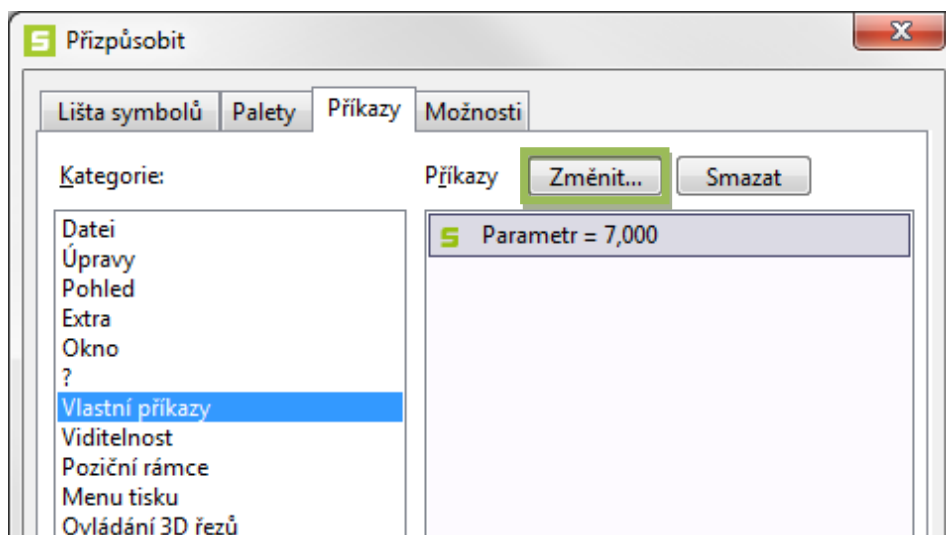 Přizpůsobit
Lišta symbolů Palety Příkazy Možnosti
Kategorie:
Příkazy Změnit... Smazat
Datei
Úpravy
Pohled
Extra
Okno
?
Vlastní příkazy
Viditelnost
Poziční rámce
Menu tisku
Ovládání 3D řezů
Parametr = 7,000